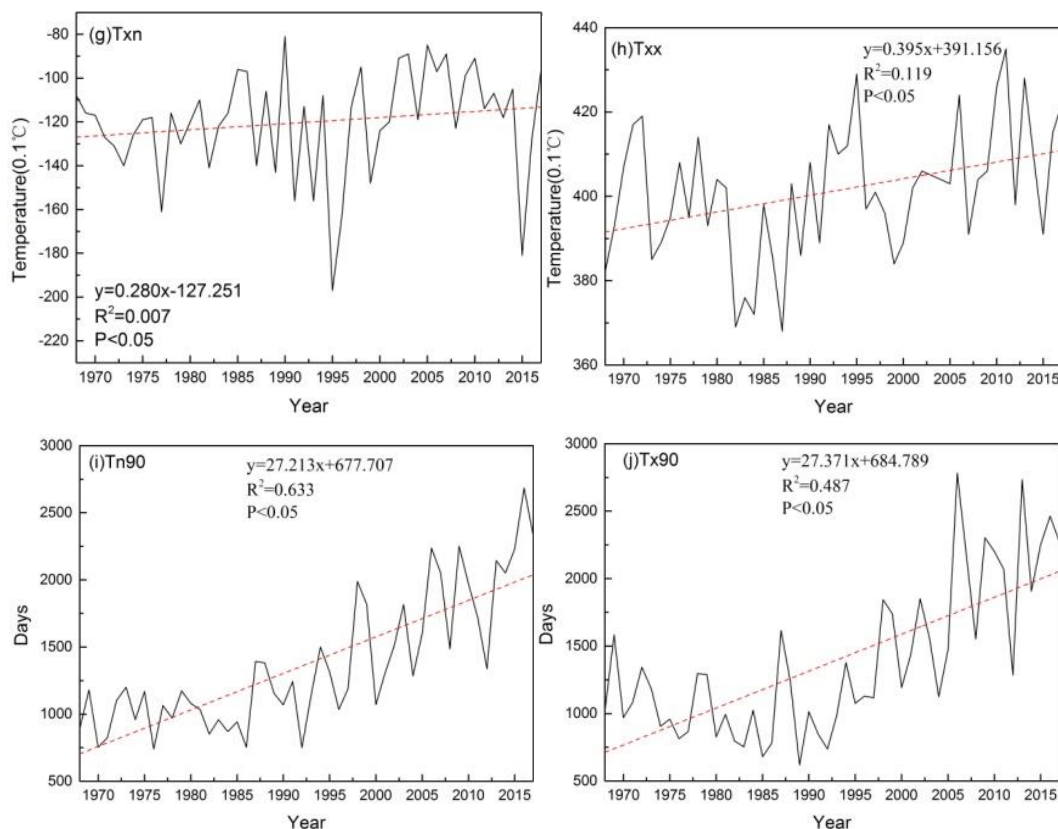 (g)Txn
Temperature(0.1℃)
-80
-100
-120
-140
-160
-180
-200
-220
y=0.280x-127.251
R²=0.007
P<0.05
1970 1975 1980 1985 1990 1995 2000 2005 2010 2015
Year
(h)Txx
Temperature(0.1℃)
440
420
400
380
360
y=0.395x+391.156
R²=0.119
P<0.05
1970 1975 1980 1985 1990 1995 2000 2005 2010 2015
Year
(i)Tn90
Days
3000
2500
2000
1500
1000
500
y=27.213x+677.707
R²=0.633
P<0.05
1970 1975 1980 1985 1990 1995 2000 2005 2010 2015
Year
(j)Tx90
Days
3000
2500
2000
1500
1000
500
y=27.371x+684.789
R²=0.487
P<0.05
1970 1975 1980 1985 1990 1995 2000 2005 2010 2015
Year